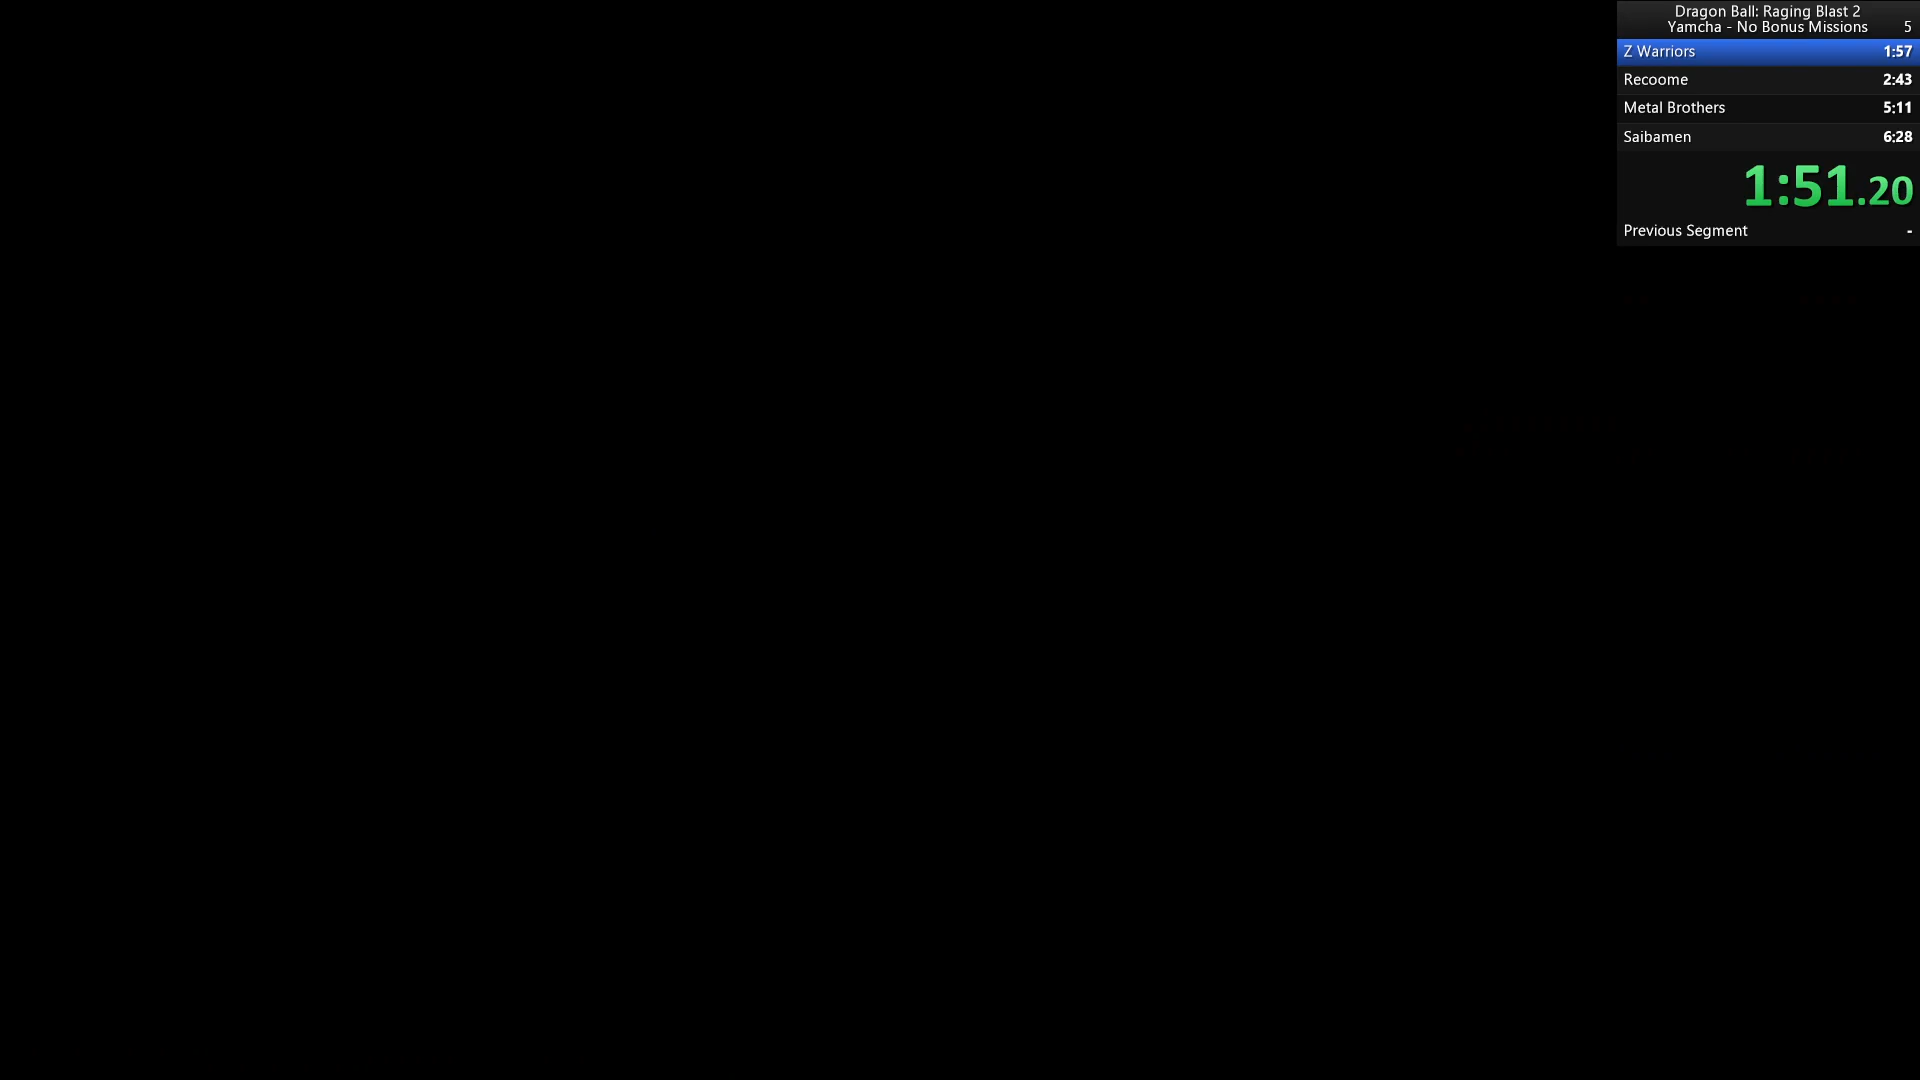 Dragon Ball: Raging Blast 2
Yamcha - No Bonus Missions 5
Z Warriors 1:57
Recoome 2:43
Metal Brothers 5:11
Saibamen 6:28
1:51.20
Previous Segment -